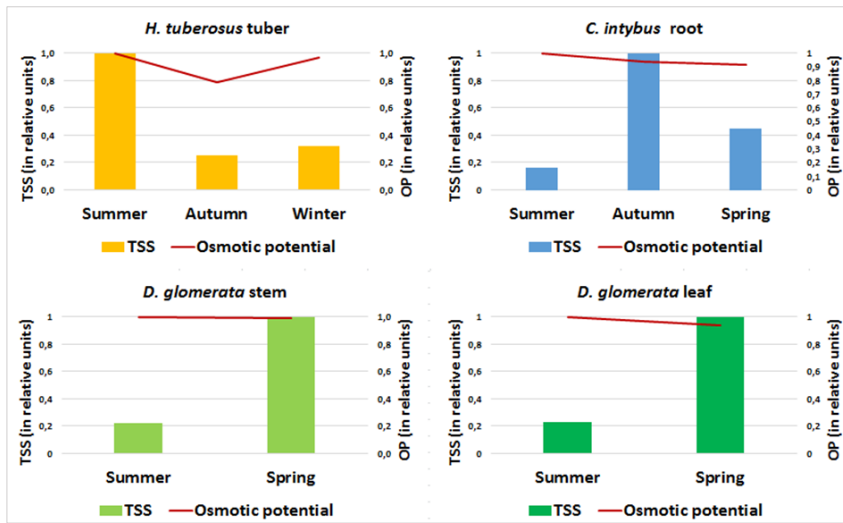 H. tuberosus tuber
TSS (in relative units)
1,0
0,8
0,6
0,4
0,2
0,0
1,0
0,8
0,6
0,4
0,2
0,0
OP (in relative units)
Summer Autumn Winter
TSS Osmotic potential
C. intybus root
TSS (in relative units)
1
0,8
0,6
0,4
0,2
0
1
0,9
0,8
0,7
0,6
0,5
0,4
0,3
0,2
0,1
0
OP (in relative units)
Summer Autumn Spring
TSS Osmotic potential
D. glomerata stem
TSS (in relative units)
1
0,8
0,6
0,4
0,2
0
1,0
0,8
0,6
0,4
0,2
0,0
OP (in relative units)
Summer Spring
TSS Osmotic potential
D. glomerata leaf
TSS (in relative units)
1
0,8
0,6
0,4
0,2
0
1
0,8
0,6
0,4
0,2
0
OP (in relative units)
Summer Spring
TSS Osmotic potential